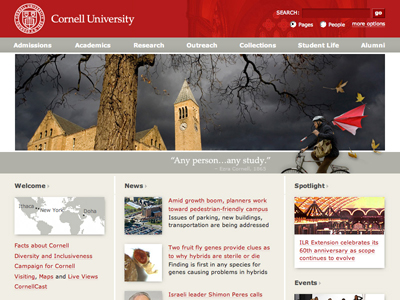 Cornell University
SEARCH: go
Pages People more options
Admissions Academics Research Outreach Collections Student Life Alumni
"Any person...any study."
— Ezra Cornell, 1865
Welcome ›
Ithaca
New York
Doha
Facts about Cornell
Diversity and Inclusiveness
Campaign for Cornell
Visiting, Maps and Live Views
CornellCast
News ›
Amid growth boom, planners work
toward pedestrian-friendly campus
Issues of parking, new buildings,
transportation are being addressed
Two fruit fly genes provide clues as
to why hybrids are sterile or die
Finding is first in any species for
genes causing problems in hybrids
Israeli leader Shimon Peres calls
Spotlight ›
ILR Extension celebrates its
60th anniversary as scope
continues to evolve
Events ›